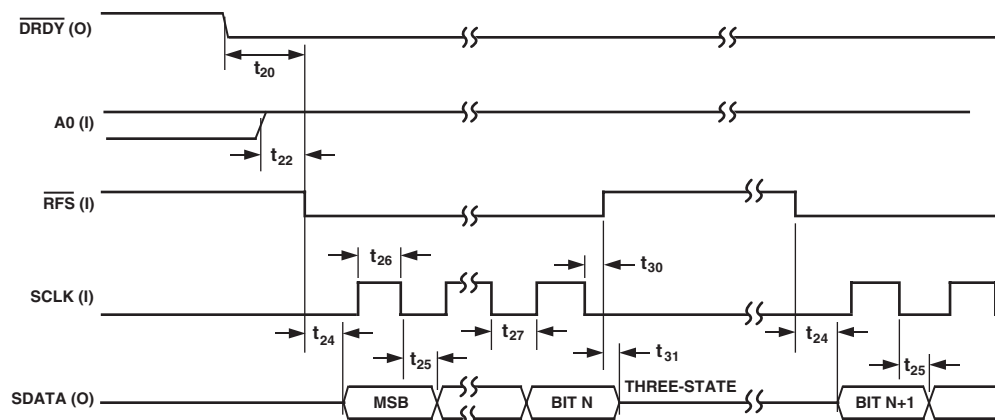 DRDY (O)
t20
A0 (I)
t22
RFS (I)
t26
t30
SCLK (I)
t24
t25
t27
t31
t24
t25
SDATA (O)
MSB
BIT N
THREE-STATE
BIT N+1